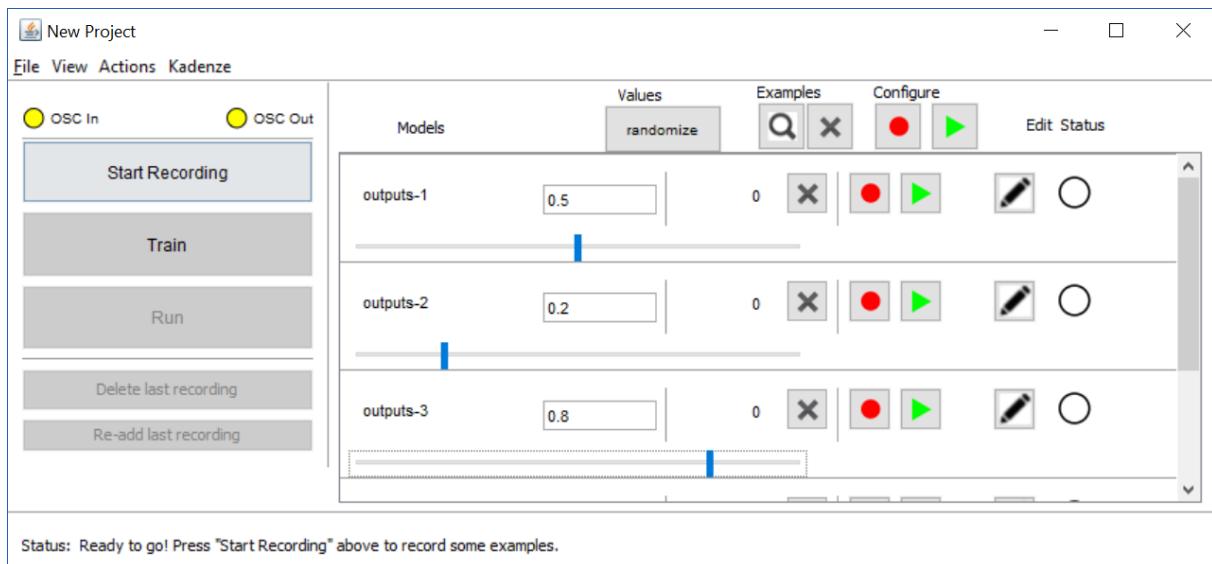 New Project
File View Actions Kadenze
OSC In OSC Out
Start Recording
Train
Run
Delete last recording
Re-add last recording
Models Values randomize Examples Configure Edit Status
outputs-1 0.5 0
outputs-2 0.2 0
outputs-3 0.8 0
Status: Ready to go! Press "Start Recording" above to record some examples.